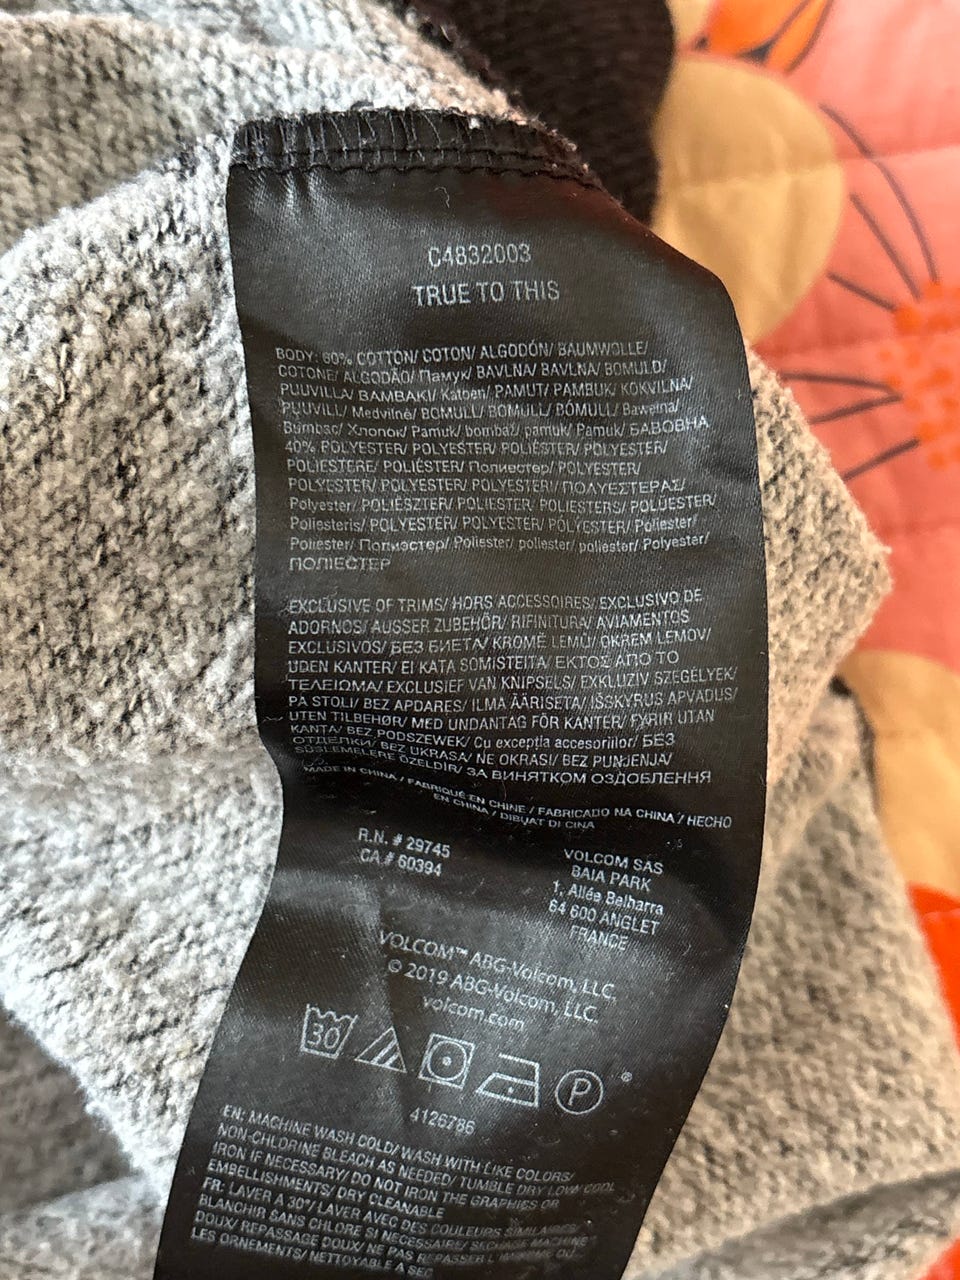 C4832003
TRUE TO THIS
BODY: 60% COTTON/ COTON/ ALGODÓN/ BAUMWOLLE/
COTONE/ ALGODÃO/ Памук/ BAVLNA/ BAVLNA/ BOMULD/
PUUVILLA/ BAMBAKI/ Katoen/ PAMUT/ PAMBUK/ KOKVILNA/
PUUVILL/ Medvilnė/ BOMULL/ BOMULL/ BÓMULL/ Bawełna/
Bumbac/ Хлопок/ Pamuk/ bombaž/ pamuk/ Pamuk/ БАВОВНА
40% POLYESTER/ POLYESTER/ POLIÉSTER/ POLYESTER/
POLIESTERE/ POLIÉSTER/ Полиестер/ POLYESTER/
POLYESTER/ POLYESTER/ POLYESTERI/ ΠΟΛΥΕΣΤΕΡΑΣ/
Polyester/ POLIÉSZTER/ POLIESTER/ POLIESTERS/ POLÜESTER/
Poliesteris/ POLYESTER/ POLYESTER/ PÓLÝESTER/ Poliester/
Poliester/ Полиэстер/ Poliester/ poliester/ poliester/ Polyester/
ПОЛІЕСТЕР
EXCLUSIVE OF TRIMS/ HORS ACCESSOIRES/ EXCLUSIVO DE
ADORNOS/ AUSSER ZUBEHÖR/ RIFINITURA/ AVIAMENTOS
EXCLUSIVOS/ БЕЗ БИЕТА/ KROMĚ LEMŮ/ OKREM LEMOV/
UDEN KANTER/ EI KATA SOMISTEITA/ ΕΚΤΟΣ ΑΠΟ ΤΟ
ΤΕΛΕΙΩΜΑ/ EXCLUSIEF VAN KNIPSELS/ EXKLUZÍV SZEGÉLYEK/
PA STOLI/ BEZ APDARES/ ILMA ÄÄRISETA/ IŠSKYRUS APVADUS/
UTEN TILBEHØR/ MED UNDANTAG FÖR KANTER/ FYRIR UTAN
KANTA/ BEZ PODSZEWEK/ Cu excepția accesoriilor/ БЕЗ
ОТДЕЛКИ/ BEZ UKRASA/ NE OKRASI/ BEZ PUNJENJA/
SÜSLEMELERE ÖZELDİR/ ЗА ВИНЯТКОМ ОЗДОБЛЕННЯ
MADE IN CHINA / FABRIQUÉ EN CHINE / FABRICADO NA CHINA / HECHO
EN CHINA / DIBUAT DI CINA
R.N. # 29745
CA # 60394
VOLCOM SAS
BAIA PARK
1, Allée Belharra
64 600 ANGLET
FRANCE
VOLCOM™ ABG-Volcom, LLC.
© 2019 ABG-Volcom, LLC.
volcom.com
30
P
®
4126786
EN: MACHINE WASH COLD/ WASH WITH LIKE COLORS/
NON-CHLORINE BLEACH AS NEEDED/ TUMBLE DRY LOW/ COOL
IRON IF NECESSARY/ DO NOT IRON THE GRAPHICS OR
EMBELLISHMENTS/ DRY CLEANABLE
FR: LAVER A 30°/ LAVER AVEC DES COULEURS SIMILAIRES/
BLANCHIR SANS CHLORE SI NECESSAIRE/ SECHAGE MACHINE
DOUX/ REPASSAGE DOUX/ NE PAS REPASSER L'IMPRIME OU
LES ORNEMENTS/ NETTOYABLE A SEC